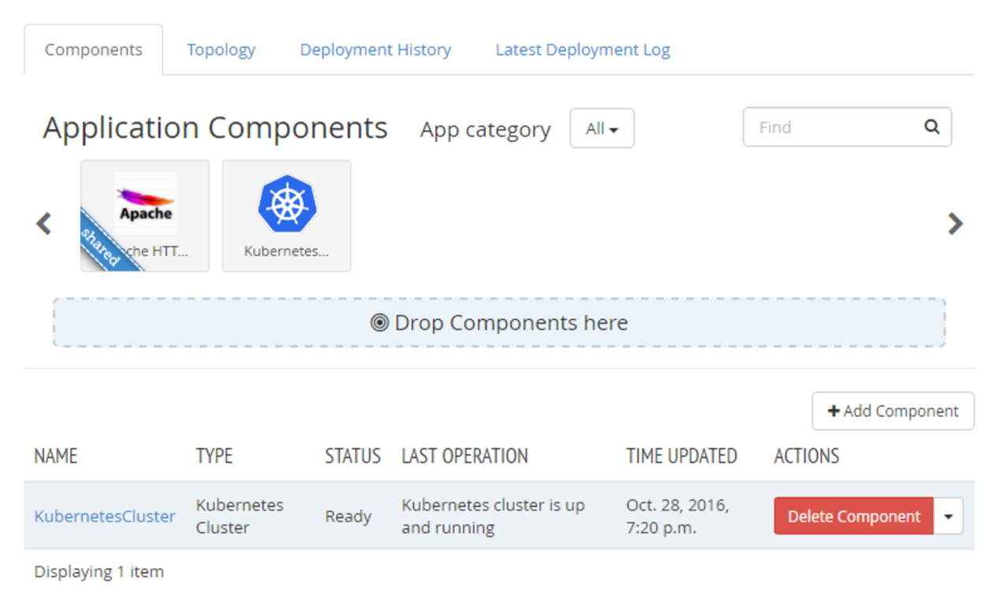 Components Topology Deployment History Latest Deployment Log
Application Components App category All Find
Apache
shared
che HTT...
Kubernetes...
Drop Components here
+ Add Component
NAME TYPE STATUS LAST OPERATION TIME UPDATED ACTIONS
KubernetesCluster Kubernetes Cluster Ready Kubernetes cluster is up and running Oct. 28, 2016, 7:20 p.m. Delete Component
Displaying 1 item